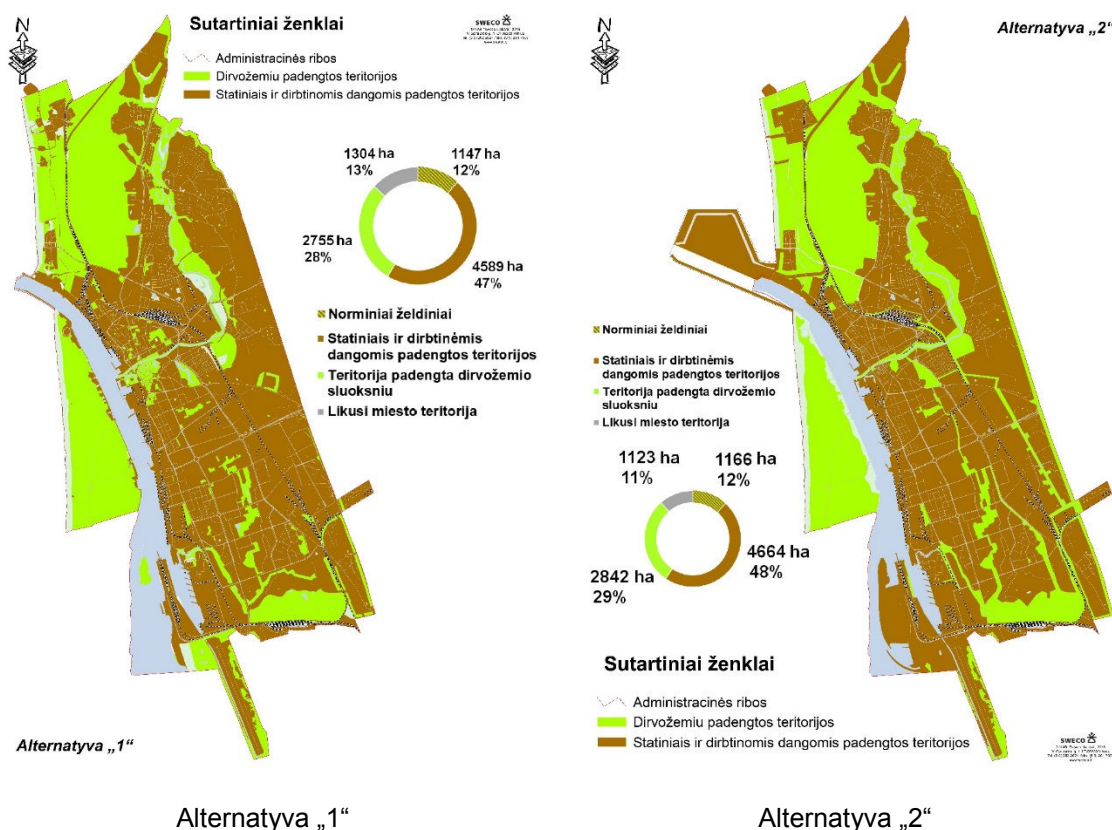 N
Sutartiniai ženklai
SWECO
Administracinės ribos
Dirvožemiu padengtos teritorijos
Statiniais ir dirbtinomis dangomis padengtos teritorijos
1304 ha
13%
1147 ha
12%
2755 ha
28%
4589 ha
47%
Norminiai želdiniai
Statiniais ir dirbtinėmis
dangomis padengtos teritorijos
Teritorija padengta dirvožemio
sluoksniu
Likusi miesto teritorija
Alternatyva „1“
N
Alternatyva „2“
Norminiai želdiniai
Statiniais ir dirbtinėmis
dangomis padengtos teritorijos
Teritorija padengta dirvožemio
sluoksniu
Likusi miesto teritorija
1123 ha
11%
1166 ha
12%
2842 ha
29%
4664 ha
48%
Sutartiniai ženklai
Administracinės ribos
Dirvožemiu padengtos teritorijos
Statiniais ir dirbtinomis dangomis padengtos teritorijos
SWECO
Alternatyva „1“
Alternatyva „2“